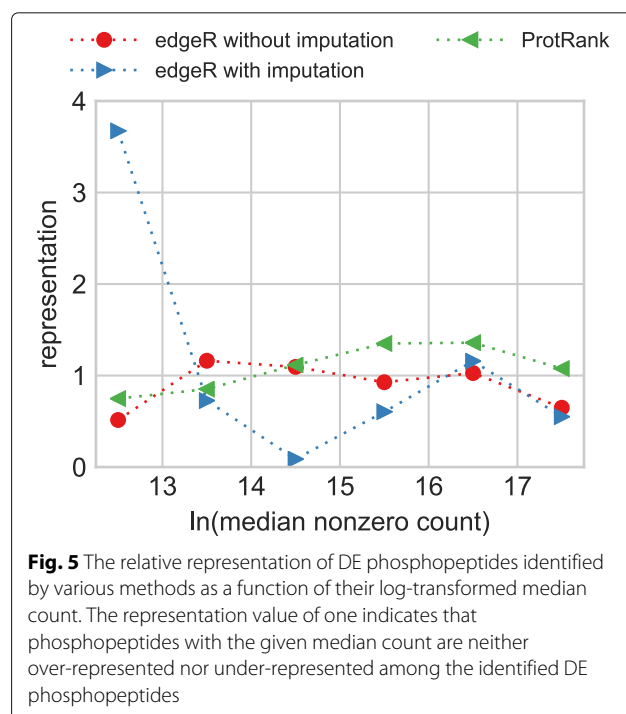 edgeR without imputation
ProtRank
edgeR with imputation
4
3
2
1
0
representation
13 14 15 16 17
ln(median nonzero count)
Fig. 5 The relative representation of DE phosphopeptides identified
by various methods as a function of their log-transformed median
count. The representation value of one indicates that
phosphopeptides with the given median count are neither
over-represented nor under-represented among the identified DE
phosphopeptides